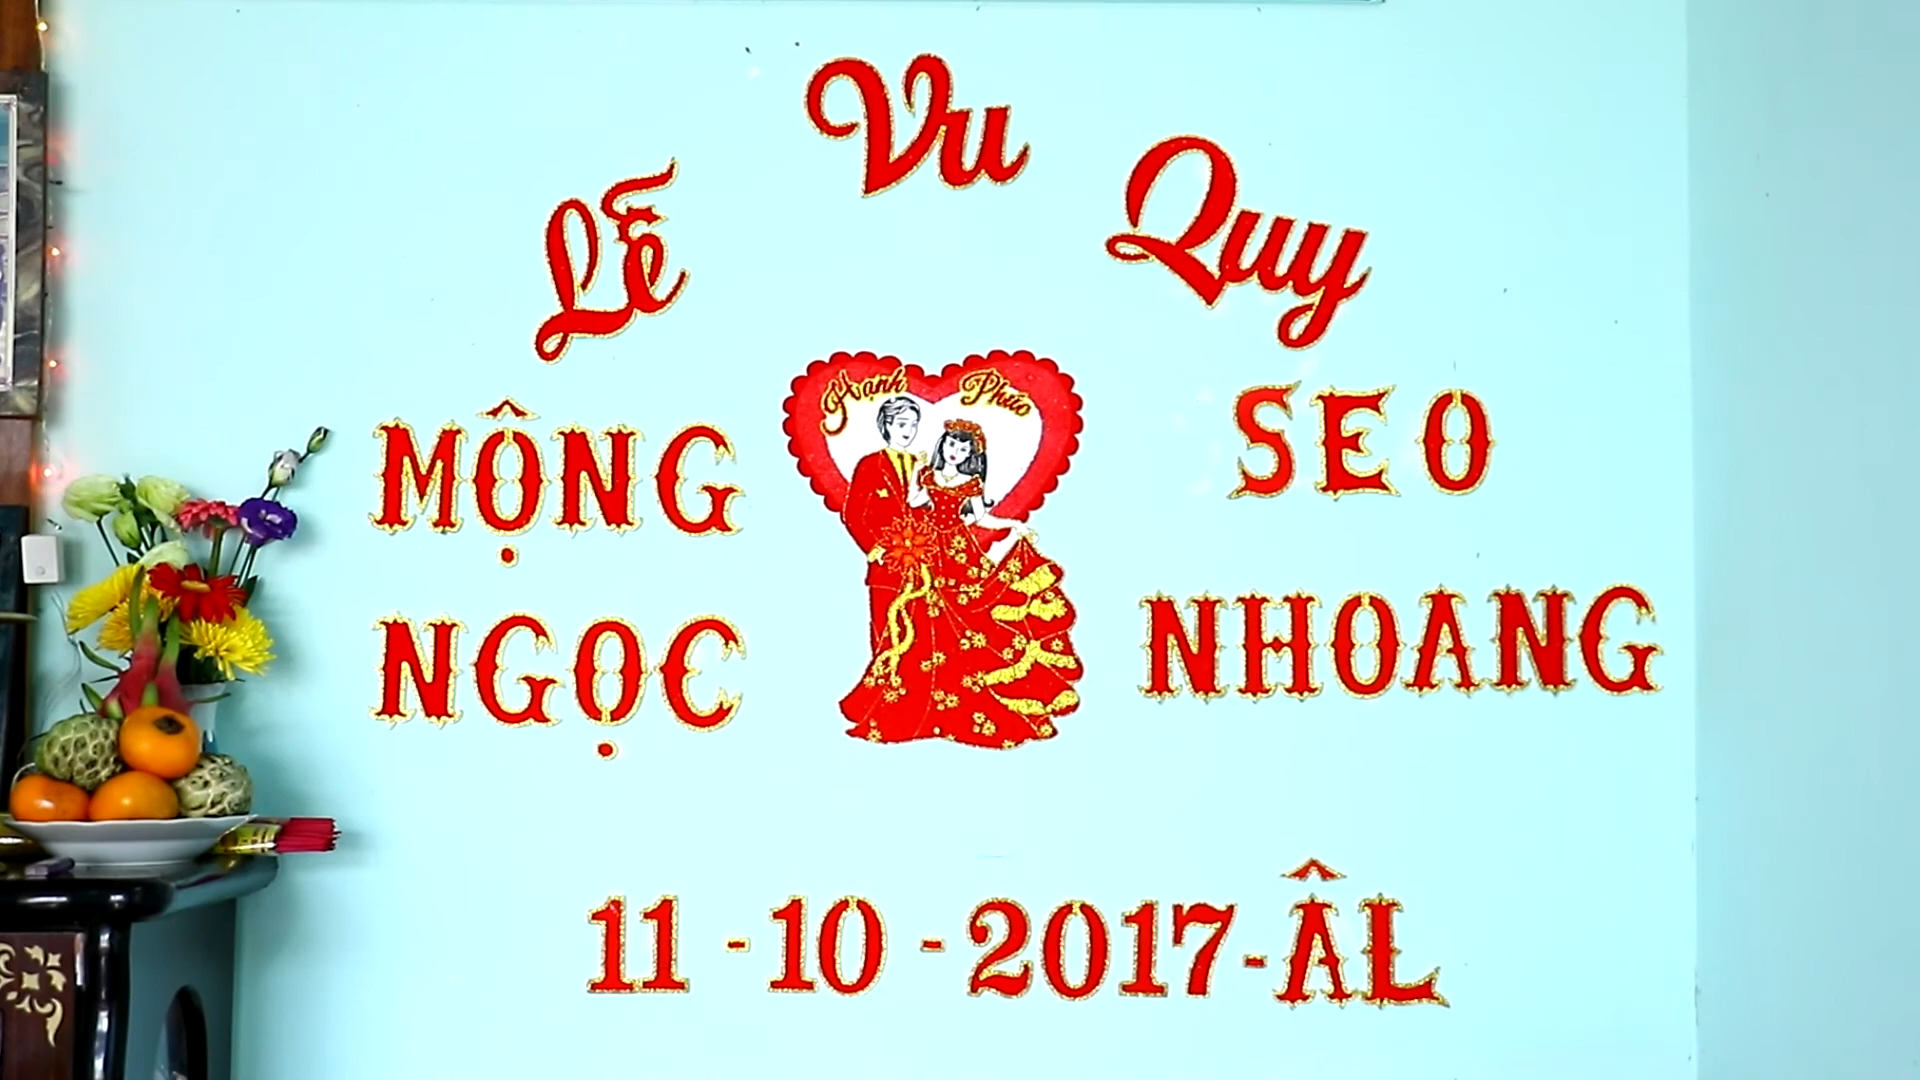 Lễ Vu Quy
Hạnh Phúc
MỘNG
NGỌC
SEO
NHOANG
11-10-2017-ÂL